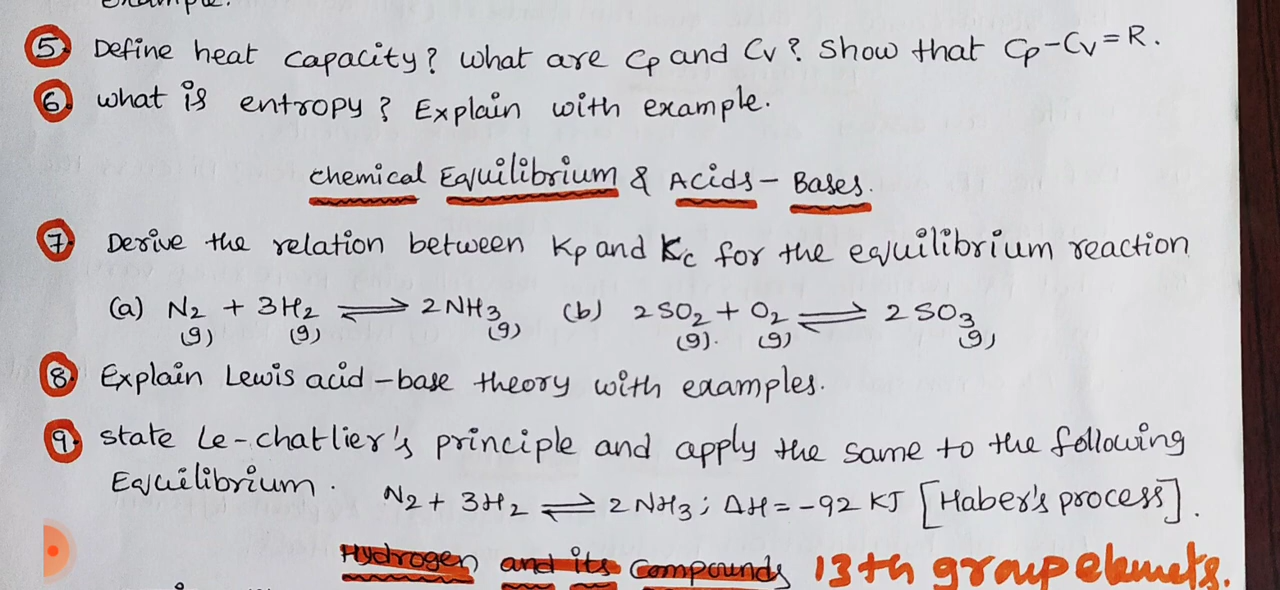 Example.
5. Define heat capacity? What are Cp and Cv? Show that Cp-Cv=R.
6. what is entropy? Explain with example.
chemical Equilibrium & Acids - Bases.
7. Derive the relation between Kp and Kc for the equilibrium reaction
(a) N2 (g) + 3H2 (g) ⇌ 2NH3 (g) (b) 2SO2 (g). + O2 (g) ⇌ 2SO3 (g)
8. Explain Lewis acid-base theory with examples.
9. state Le-chatlier's principle and apply the same to the following
Equilibrium. N2 + 3H2 ⇌ 2NH3; ΔH = -92 KJ [Haber's process].
Hydrogen and its compounds 13th group elements.